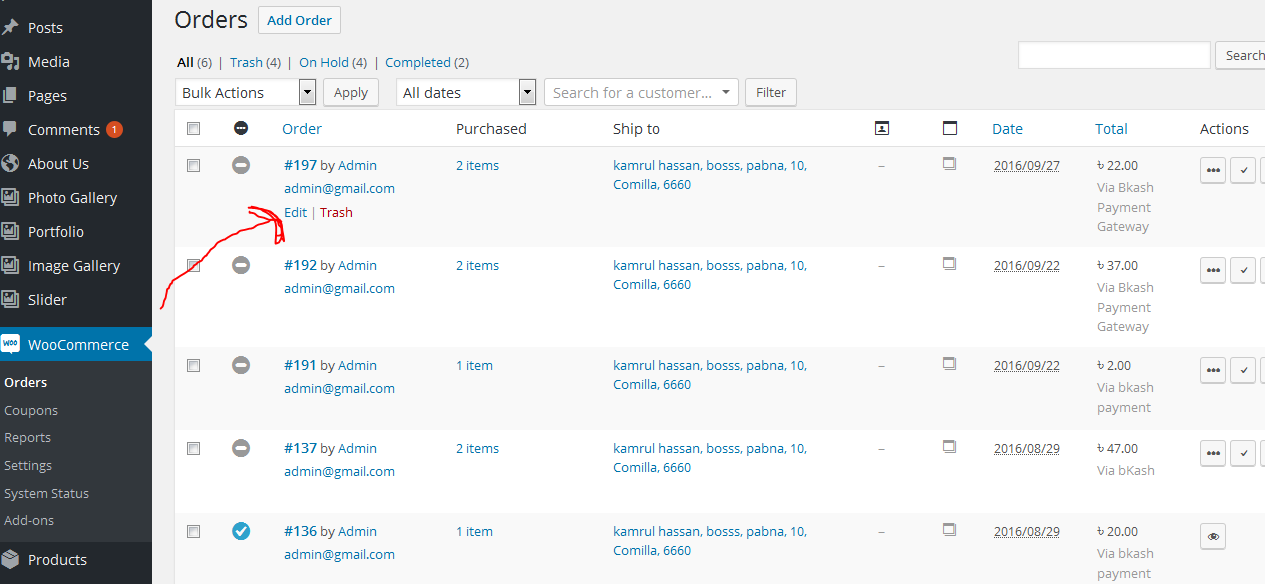 Posts
Media
Pages
Comments 1
About Us
Photo Gallery
Portfolio
Image Gallery
Slider
WooCommerce
Orders
Coupons
Reports
Settings
System Status
Add-ons
Products
Orders Add Order
All (6) | Trash (4) | On Hold (4) | Completed (2)
Search
Bulk Actions Apply All dates Search for a customer... Filter
Order Purchased Ship to Date Total Actions
#197 by Admin 2 items kamrul hassan, bosss, pabna, 10, – 2016/09/27 ৳ 22.00
admin@gmail.com Comilla, 6660 Via Bkash
Payment
Edit | Trash Gateway
#192 by Admin 2 items kamrul hassan, bosss, pabna, 10, – 2016/09/22 ৳ 37.00
admin@gmail.com Comilla, 6660 Via Bkash
Payment
Gateway
#191 by Admin 1 item kamrul hassan, bosss, pabna, 10, – 2016/09/22 ৳ 2.00
admin@gmail.com Comilla, 6660 Via bkash
payment
#137 by Admin 2 items kamrul hassan, bosss, pabna, 10, – 2016/08/29 ৳ 47.00
admin@gmail.com Comilla, 6660 Via bKash
#136 by Admin 1 item kamrul hassan, bosss, pabna, 10, – 2016/08/29 ৳ 20.00
admin@gmail.com Comilla, 6660 Via bkash
payment